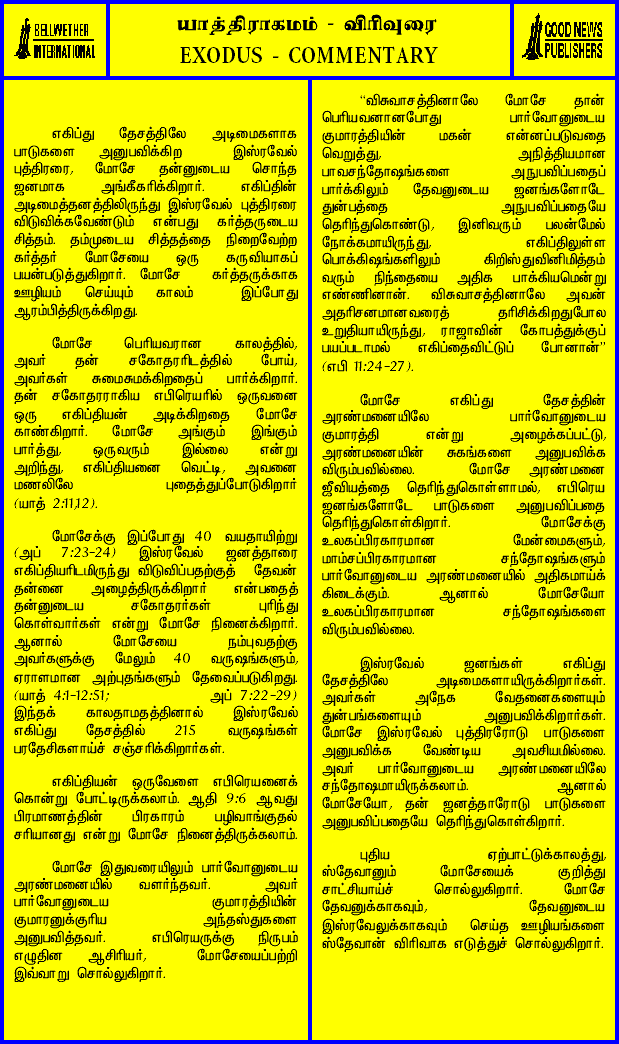 BELLWETHER
INTERNATIONAL
யாத்திராகமம் - விரிவுரை
EXODUS - COMMENTARY
GOOD NEWS
PUBLISHERS
எகிப்து தேசத்திலே அடிமைகளாக
பாடுகளை அனுபவிக்கிற இஸ்ரவேல்
புத்திரரை, மோசே தன்னுடைய சொந்த
ஜனமாக அங்கீகரிக்கிறார். எகிப்தின்
அடிமைத்தனத்திலிருந்து இஸ்ரவேல் புத்திரரை
விடுவிக்கவேண்டும் என்பது கர்த்தருடைய
சித்தம். தம்முடைய சித்தத்தை நிறைவேற்ற
கர்த்தர் மோசேயை ஒரு கருவியாகப்
பயன்படுத்துகிறார். மோசே கர்த்தருக்காக
ஊழியம் செய்யும் காலம் இப்போது
ஆரம்பித்திருக்கிறது.
மோசே பெரியவரான காலத்தில்,
அவர் தன் சகோதரரிடத்தில் போய்,
அவர்கள் சுமைசுமக்கிறதைப் பார்க்கிறார்.
தன் சகோதரராகிய எபிரெயரில் ஒருவனை
ஒரு எகிப்தியன் அடிக்கிறதை மோசே
காண்கிறார். மோசே அங்கும் இங்கும்
பார்த்து, ஒருவரும் இல்லை என்று
அறிந்து, எகிப்தியனை வெட்டி, அவனை
மணலிலே புதைத்துப்போடுகிறார்
(யாத் 2:11,12).
மோசேக்கு இப்போது 40 வயதாயிற்று
(அப் 7:23-24) இஸ்ரவேல் ஜனத்தாரை
எகிப்தியரிடமிருந்து விடுவிப்பதற்குத் தேவன்
தன்னை அழைத்திருக்கிறார் என்பதைத்
தன்னுடைய சகோதரர்கள் புரிந்து
கொள்வார்கள் என்று மோசே நினைக்கிறார்.
ஆனால் மோசேயை நம்புவதற்கு
அவர்களுக்கு மேலும் 40 வருஷங்களும்,
ஏராளமான அற்புதங்களும் தேவைப்படுகிறது.
(யாத் 4:1-12:51; அப் 7:22-29)
இந்தக் காலதாமதத்தினால் இஸ்ரவேல்
எகிப்து தேசத்தில் 215 வருஷங்கள்
பரதேசிகளாய்ச் சஞ்சரிக்கிறார்கள்.
எகிப்தியன் ஒருவேளை எபிரெயனைக்
கொன்று போட்டிருக்கலாம். ஆதி 9:6 ஆவது
பிரமாணத்தின் பிரகாரம் பழிவாங்குதல்
சரியானது என்று மோசே நினைத்திருக்கலாம்.
மோசே இதுவரையிலும் பார்வோனுடைய
அரண்மனையில் வளர்ந்தவர். அவர்
பார்வோனுடைய குமாரத்தியின்
குமாரனுக்குரிய அந்தஸ்துகளை
அனுபவித்தவர். எபிரெயருக்கு நிருபம்
எழுதின ஆசிரியர், மோசேயைப்பற்றி
இவ்வாறு சொல்லுகிறார்.
“விசுவாசத்தினாலே மோசே தான்
பெரியவனானபோது பார்வோனுடைய
குமாரத்தியின் மகன் என்னப்படுவதை
வெறுத்து, அநித்தியமான
பாவசந்தோஷங்களை அநுபவிப்பதைப்
பார்க்கிலும் தேவனுடைய ஜனங்களோடே
துன்பத்தை அநுபவிப்பதையே
தெரிந்துகொண்டு, இனிவரும் பலன்மேல்
நோக்கமாயிருந்து, எகிப்திலுள்ள
பொக்கிஷங்களிலும் கிறிஸ்துவினிமித்தம்
வரும் நிந்தையை அதிக பாக்கியமென்று
எண்ணினான். விசுவாசத்தினாலே அவன்
அதரிசனமானவரைத் தரிசிக்கிறதுபோல
உறுதியாயிருந்து, ராஜாவின் கோபத்துக்குப்
பயப்படாமல் எகிப்தைவிட்டுப் போனான்”
(எபி 11:24-27).
மோசே எகிப்து தேசத்தின்
அரண்மனையிலே பார்வோனுடைய
குமாரத்தி என்று அழைக்கப்பட்டு,
அரண்மனையின் சுகங்களை அனுபவிக்க
விரும்பவில்லை. மோசே அரண்மனை
ஜீவியத்தை தெரிந்துகொள்ளாமல், எபிரெய
ஜனங்களோடே பாடுகளை அனுபவிப்பதை
தெரிந்துகொள்கிறார். மோசேக்கு
உலகப்பிரகாரமான மேன்மைகளும்,
மாம்சப்பிரகாரமான சந்தோஷங்களும்
பார்வோனுடைய அரண்மனையில் அதிகமாய்க்
கிடைக்கும். ஆனால் மோசேயோ
உலகப்பிரகாரமான சந்தோஷங்களை
விரும்பவில்லை.
இஸ்ரவேல் ஜனங்கள் எகிப்து
தேசத்திலே அடிமைகளாயிருக்கிறார்கள்.
அவர்கள் அநேக வேதனைகளையும்
துன்பங்களையும் அனுபவிக்கிறார்கள்.
மோசே இஸ்ரவேல் புத்திரரோடு பாடுகளை
அனுபவிக்க வேண்டிய அவசியமில்லை.
அவர் பார்வோனுடைய அரண்மனையிலே
சந்தோஷமாயிருக்கலாம். ஆனால்
மோசேயோ, தன் ஜனத்தாரோடு பாடுகளை
அனுபவிப்பதையே தெரிந்துகொள்கிறார்.
புதிய ஏற்பாட்டுக்காலத்து,
ஸ்தேவானும் மோசேயைக் குறித்து
சாட்சியாய்ச் சொல்லுகிறார். மோசே
தேவனுக்காகவும், தேவனுடைய
இஸ்ரவேலுக்காகவும் செய்த ஊழியங்களை
ஸ்தேவான் விரிவாக எடுத்துச் சொல்லுகிறார்.